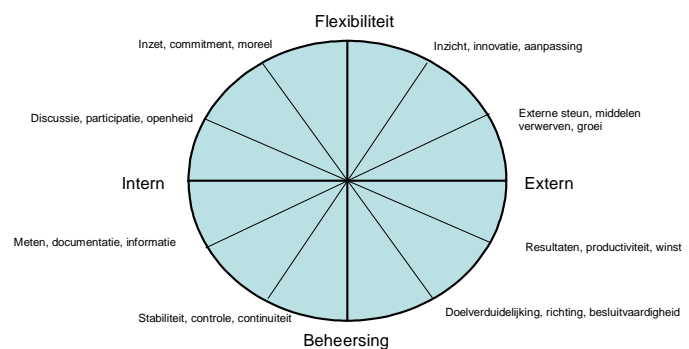 Flexibiliteit
Inzet, commitment, moreel
Inzicht, innovatie, aanpassing
Discussie, participatie, openheid
Externe steun, middelen
verwerven, groei
Intern
Extern
Meten, documentatie, informatie
Resultaten, productiviteit, winst
Stabiliteit, controle, continuiteit
Doelverduidelijking, richting, besluitvaardigheid
Beheersing